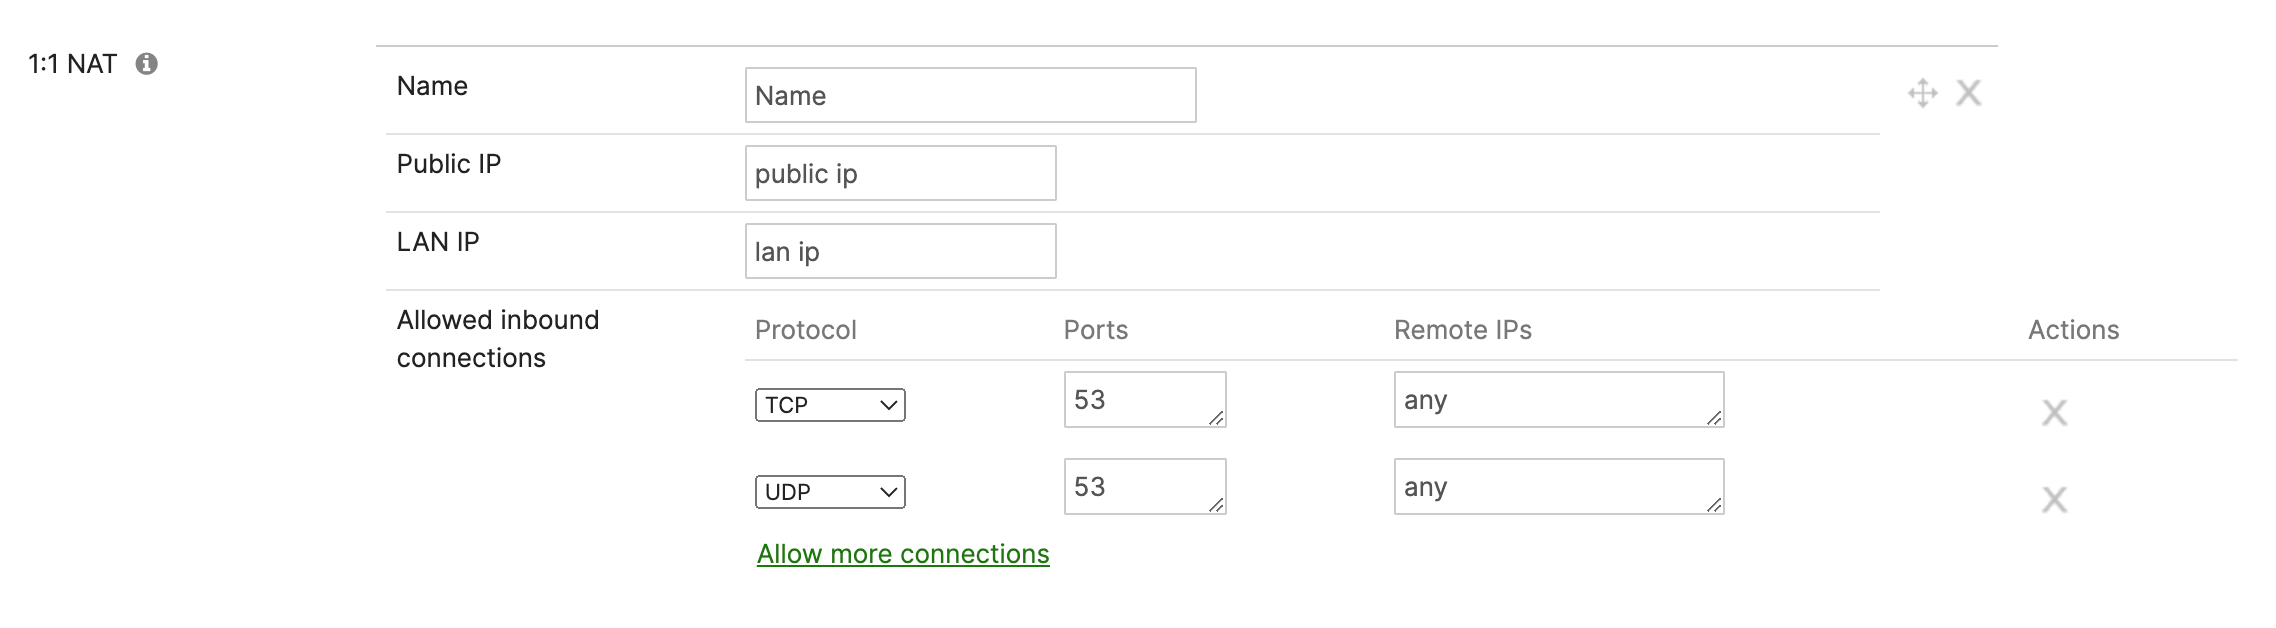 1:1 NAT
Name
Name
Public IP
public ip
LAN IP
lan ip
Allowed inbound
connections
Protocol Ports Remote IPs Actions
TCP 53 any
UDP 53 any
Allow more connections